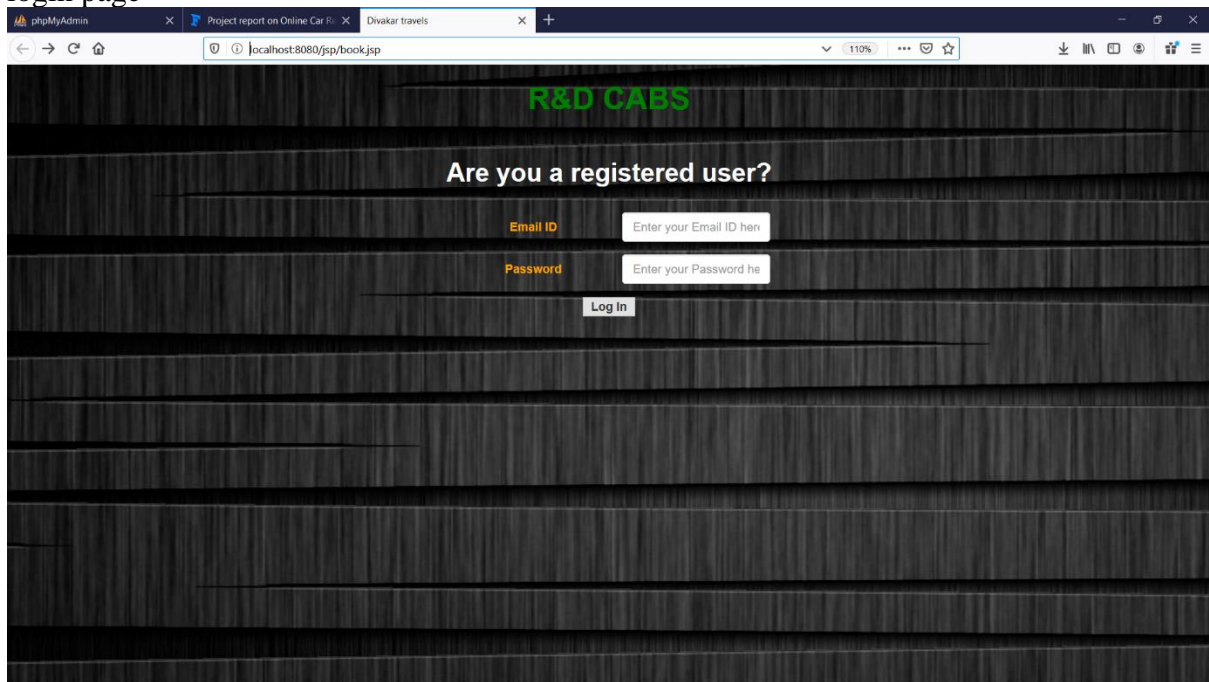 login page
phpMyAdmin
Project report on Online Car Re
Divakar travels
localhost:8080/jsp/book.jsp
110%
R&D CABS
Are you a registered user?
Email ID
Enter your Email ID her
Password
Enter your Password he
Log In